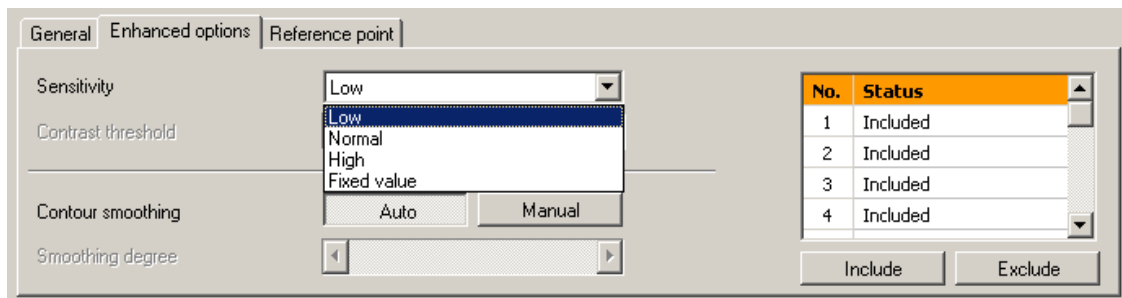 General Enhanced options Reference point
Sensitivity
Low
Low
Normal
High
Fixed value
Contrast threshold
Contour smoothing
Auto Manual
Smoothing degree
No. Status
1 Included
2 Included
3 Included
4 Included
Include Exclude